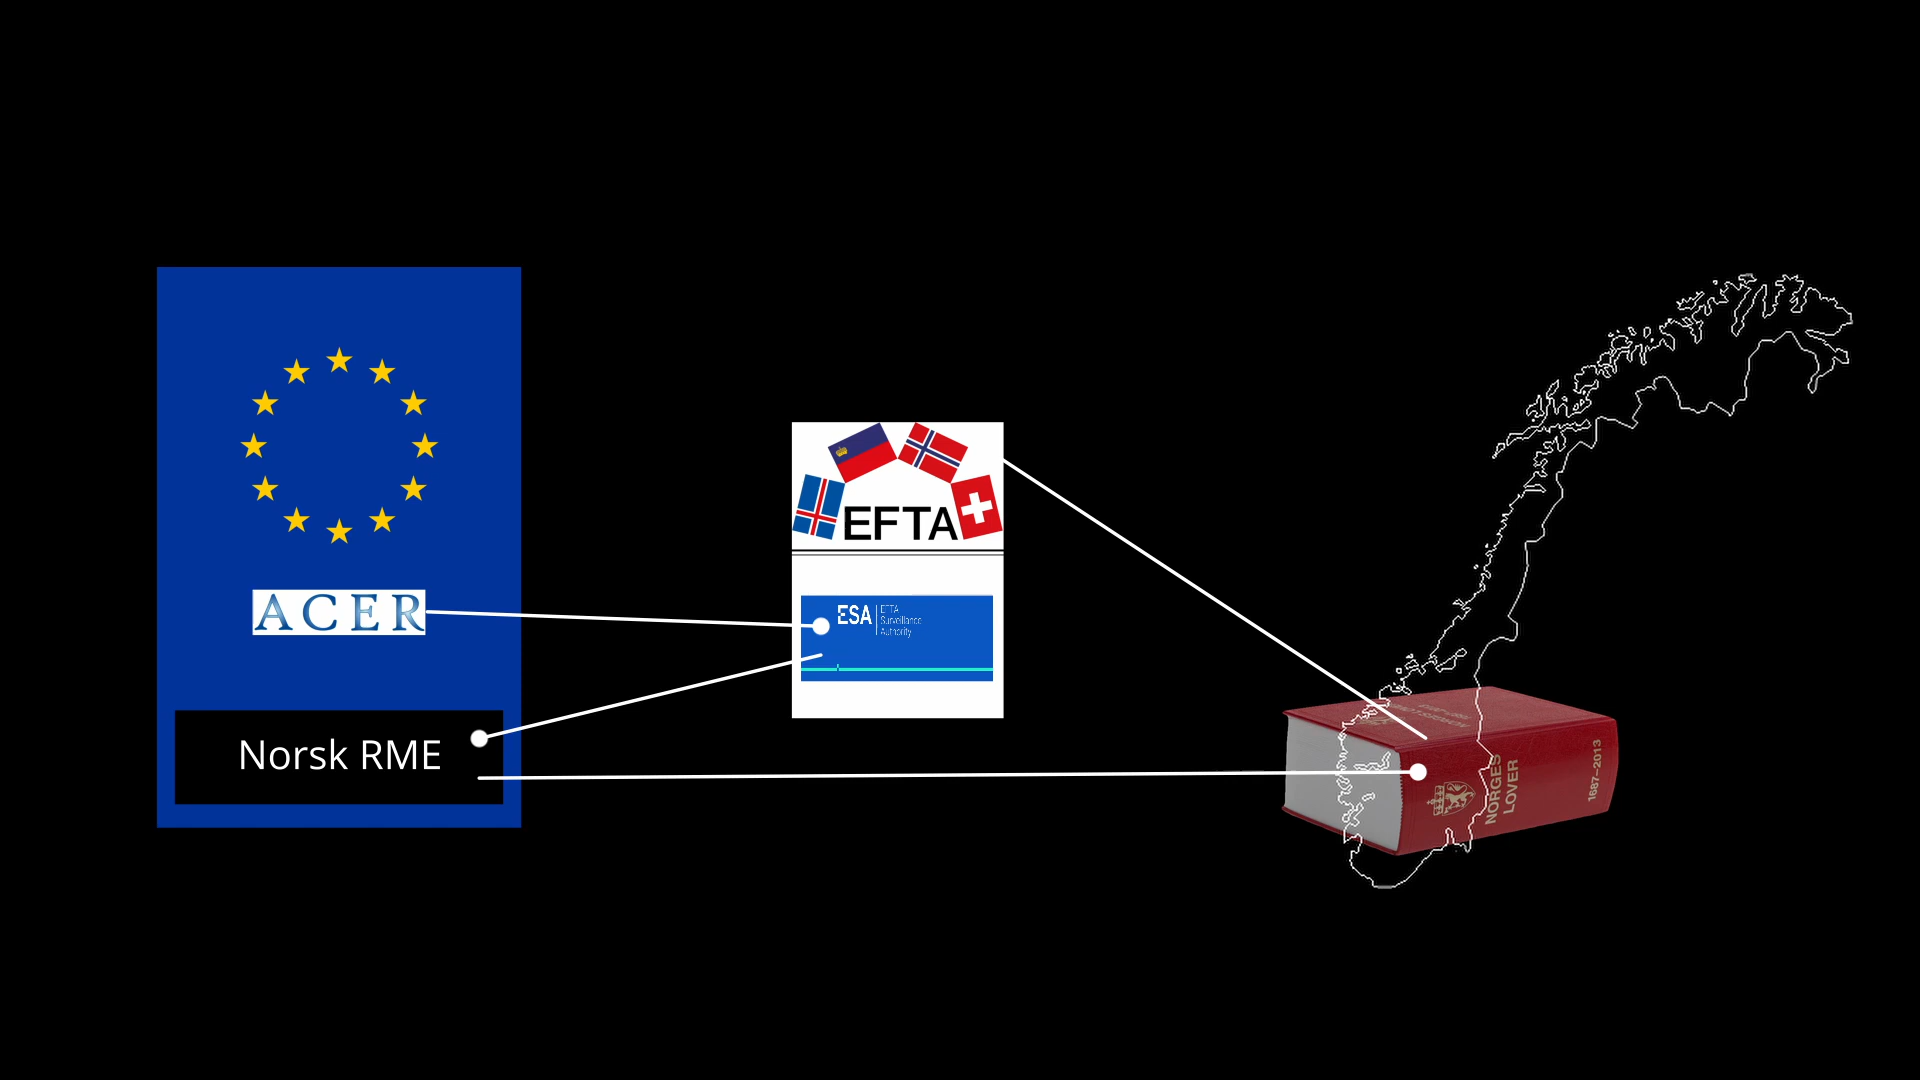 ACER
Norsk RME
EFTA
ESA
EFTA
Surveillance
Authority
NORGES
LOVER
1687–2013